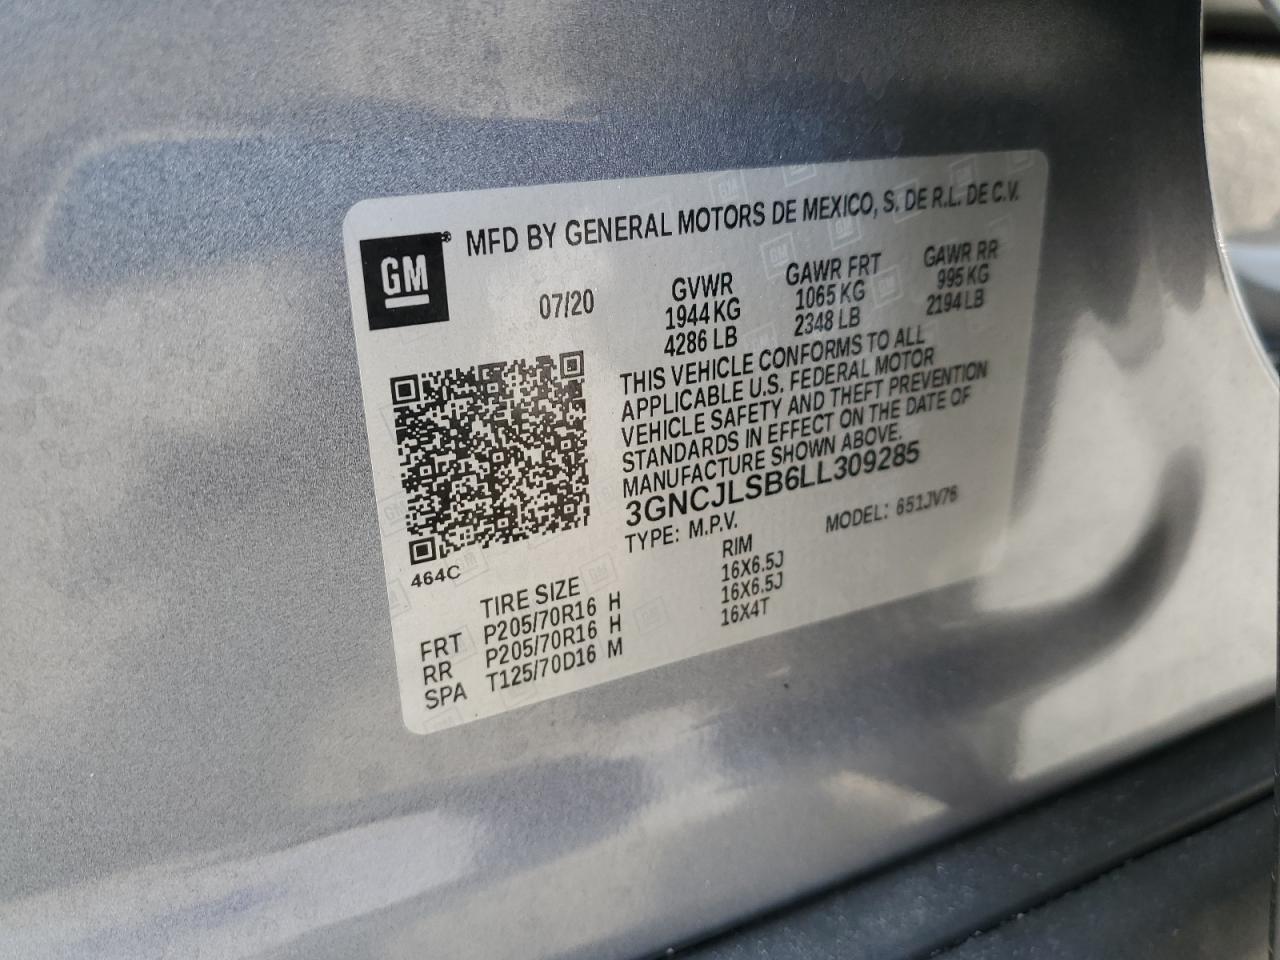 GM
MFD BY GENERAL MOTORS DE MEXICO, S. DE R.L. DE C.V.
07/20
GVWR GAWR FRT GAWR RR
1944 KG 1065 KG 995 KG
4286 LB 2348 LB 2194 LB
THIS VEHICLE CONFORMS TO ALL
APPLICABLE U.S. FEDERAL MOTOR
VEHICLE SAFETY AND THEFT PREVENTION
STANDARDS IN EFFECT ON THE DATE OF
MANUFACTURE SHOWN ABOVE.
3GNCJLSB6LL309285
TYPE: M.P.V. MODEL: 651JV76
464C
TIRE SIZE RIM
FRT P205/70R16 H 16X6.5J
RR P205/70R16 H 16X6.5J
SPA T125/70D16 M 16X4T